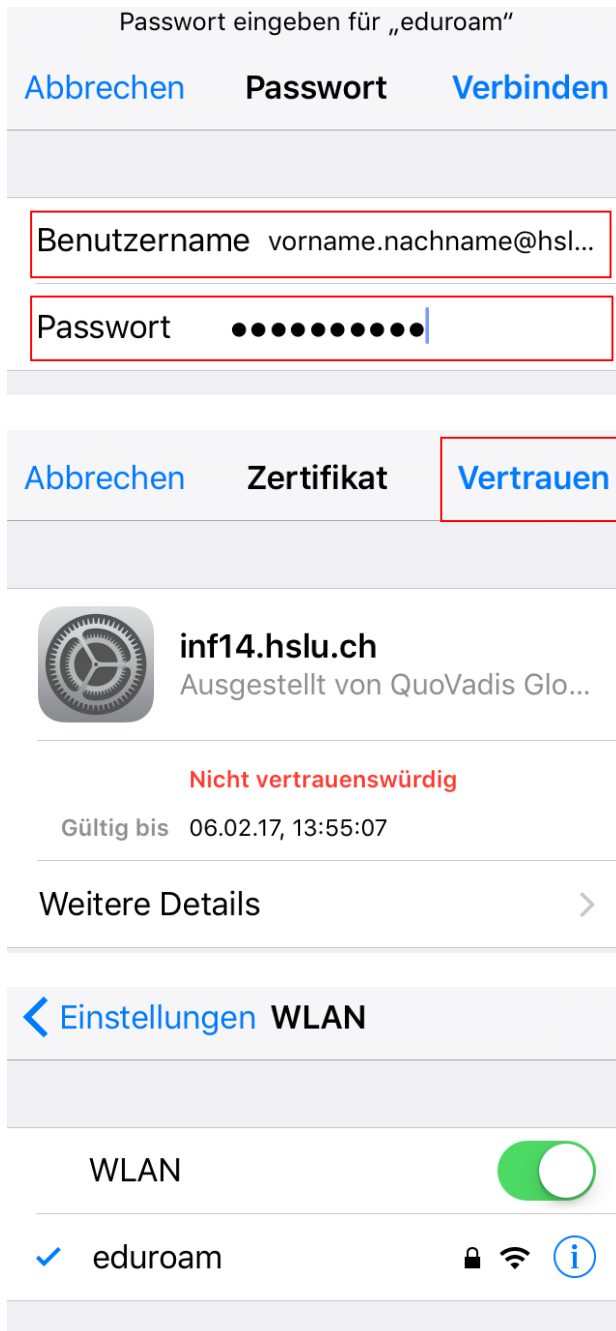 Passwort eingeben für „eduroam“
Abbrechen Passwort Verbinden
Benutzername vorname.nachname@hsl...
Passwort ●●●●●●●●●●
Abbrechen Zertifikat Vertrauen
inf14.hslu.ch
Ausgestellt von QuoVadis Glo...
Nicht vertrauenswürdig
Gültig bis 06.02.17, 13:55:07
Weitere Details
Einstellungen WLAN
WLAN
eduroam